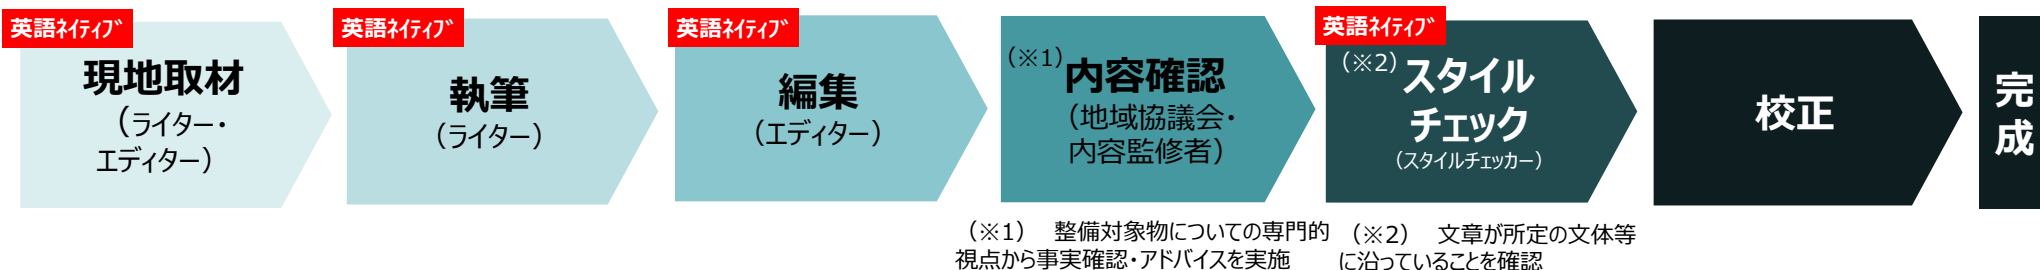 英語ネイティブ
現地取材
（ライター・
エディター）
英語ネイティブ
執筆
（ライター）
英語ネイティブ
編集
（エディター）
（※1）内容確認
（地域協議会・
内容監修者）
英語ネイティブ
（※2）スタイル
チェック
（スタイルチェッカー）
校正
完成
（※1）　整備対象物についての専門的
視点から事実確認・アドバイスを実施
（※2）　文章が所定の文体等
に沿っていることを確認